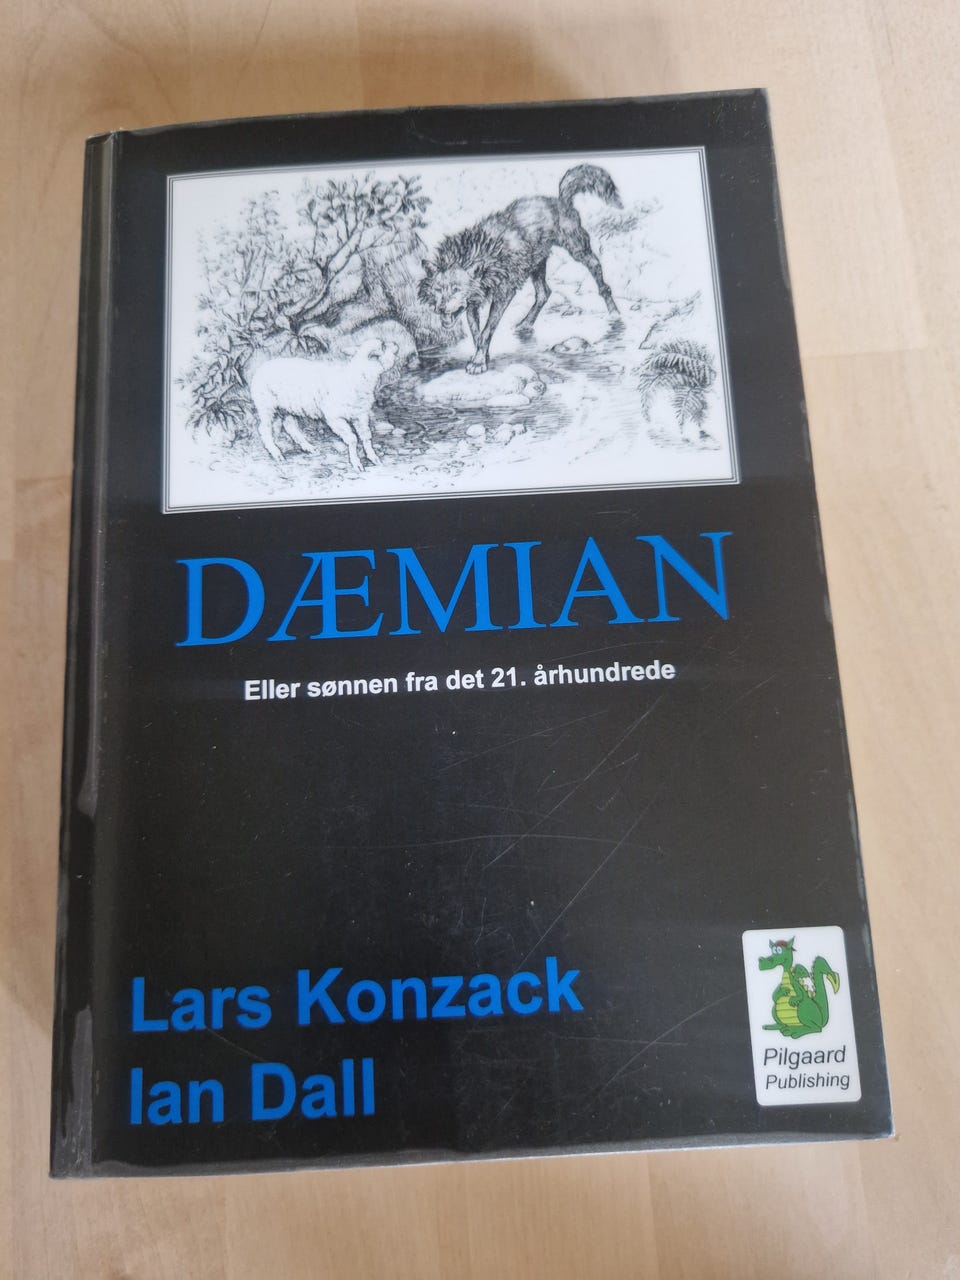 DÆMIAN
Eller sønnen fra det 21. århundrede
Lars Konzack
Ian Dall
Pilgaard
Publishing